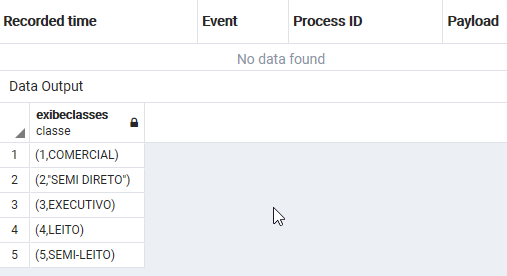 Recorded time Event Process ID Payload
No data found
Data Output
exibeclasses
classe
1 (1,COMERCIAL)
2 (2,"SEMI DIRETO")
3 (3,EXECUTIVO)
4 (4,LEITO)
5 (5,SEMI-LEITO)